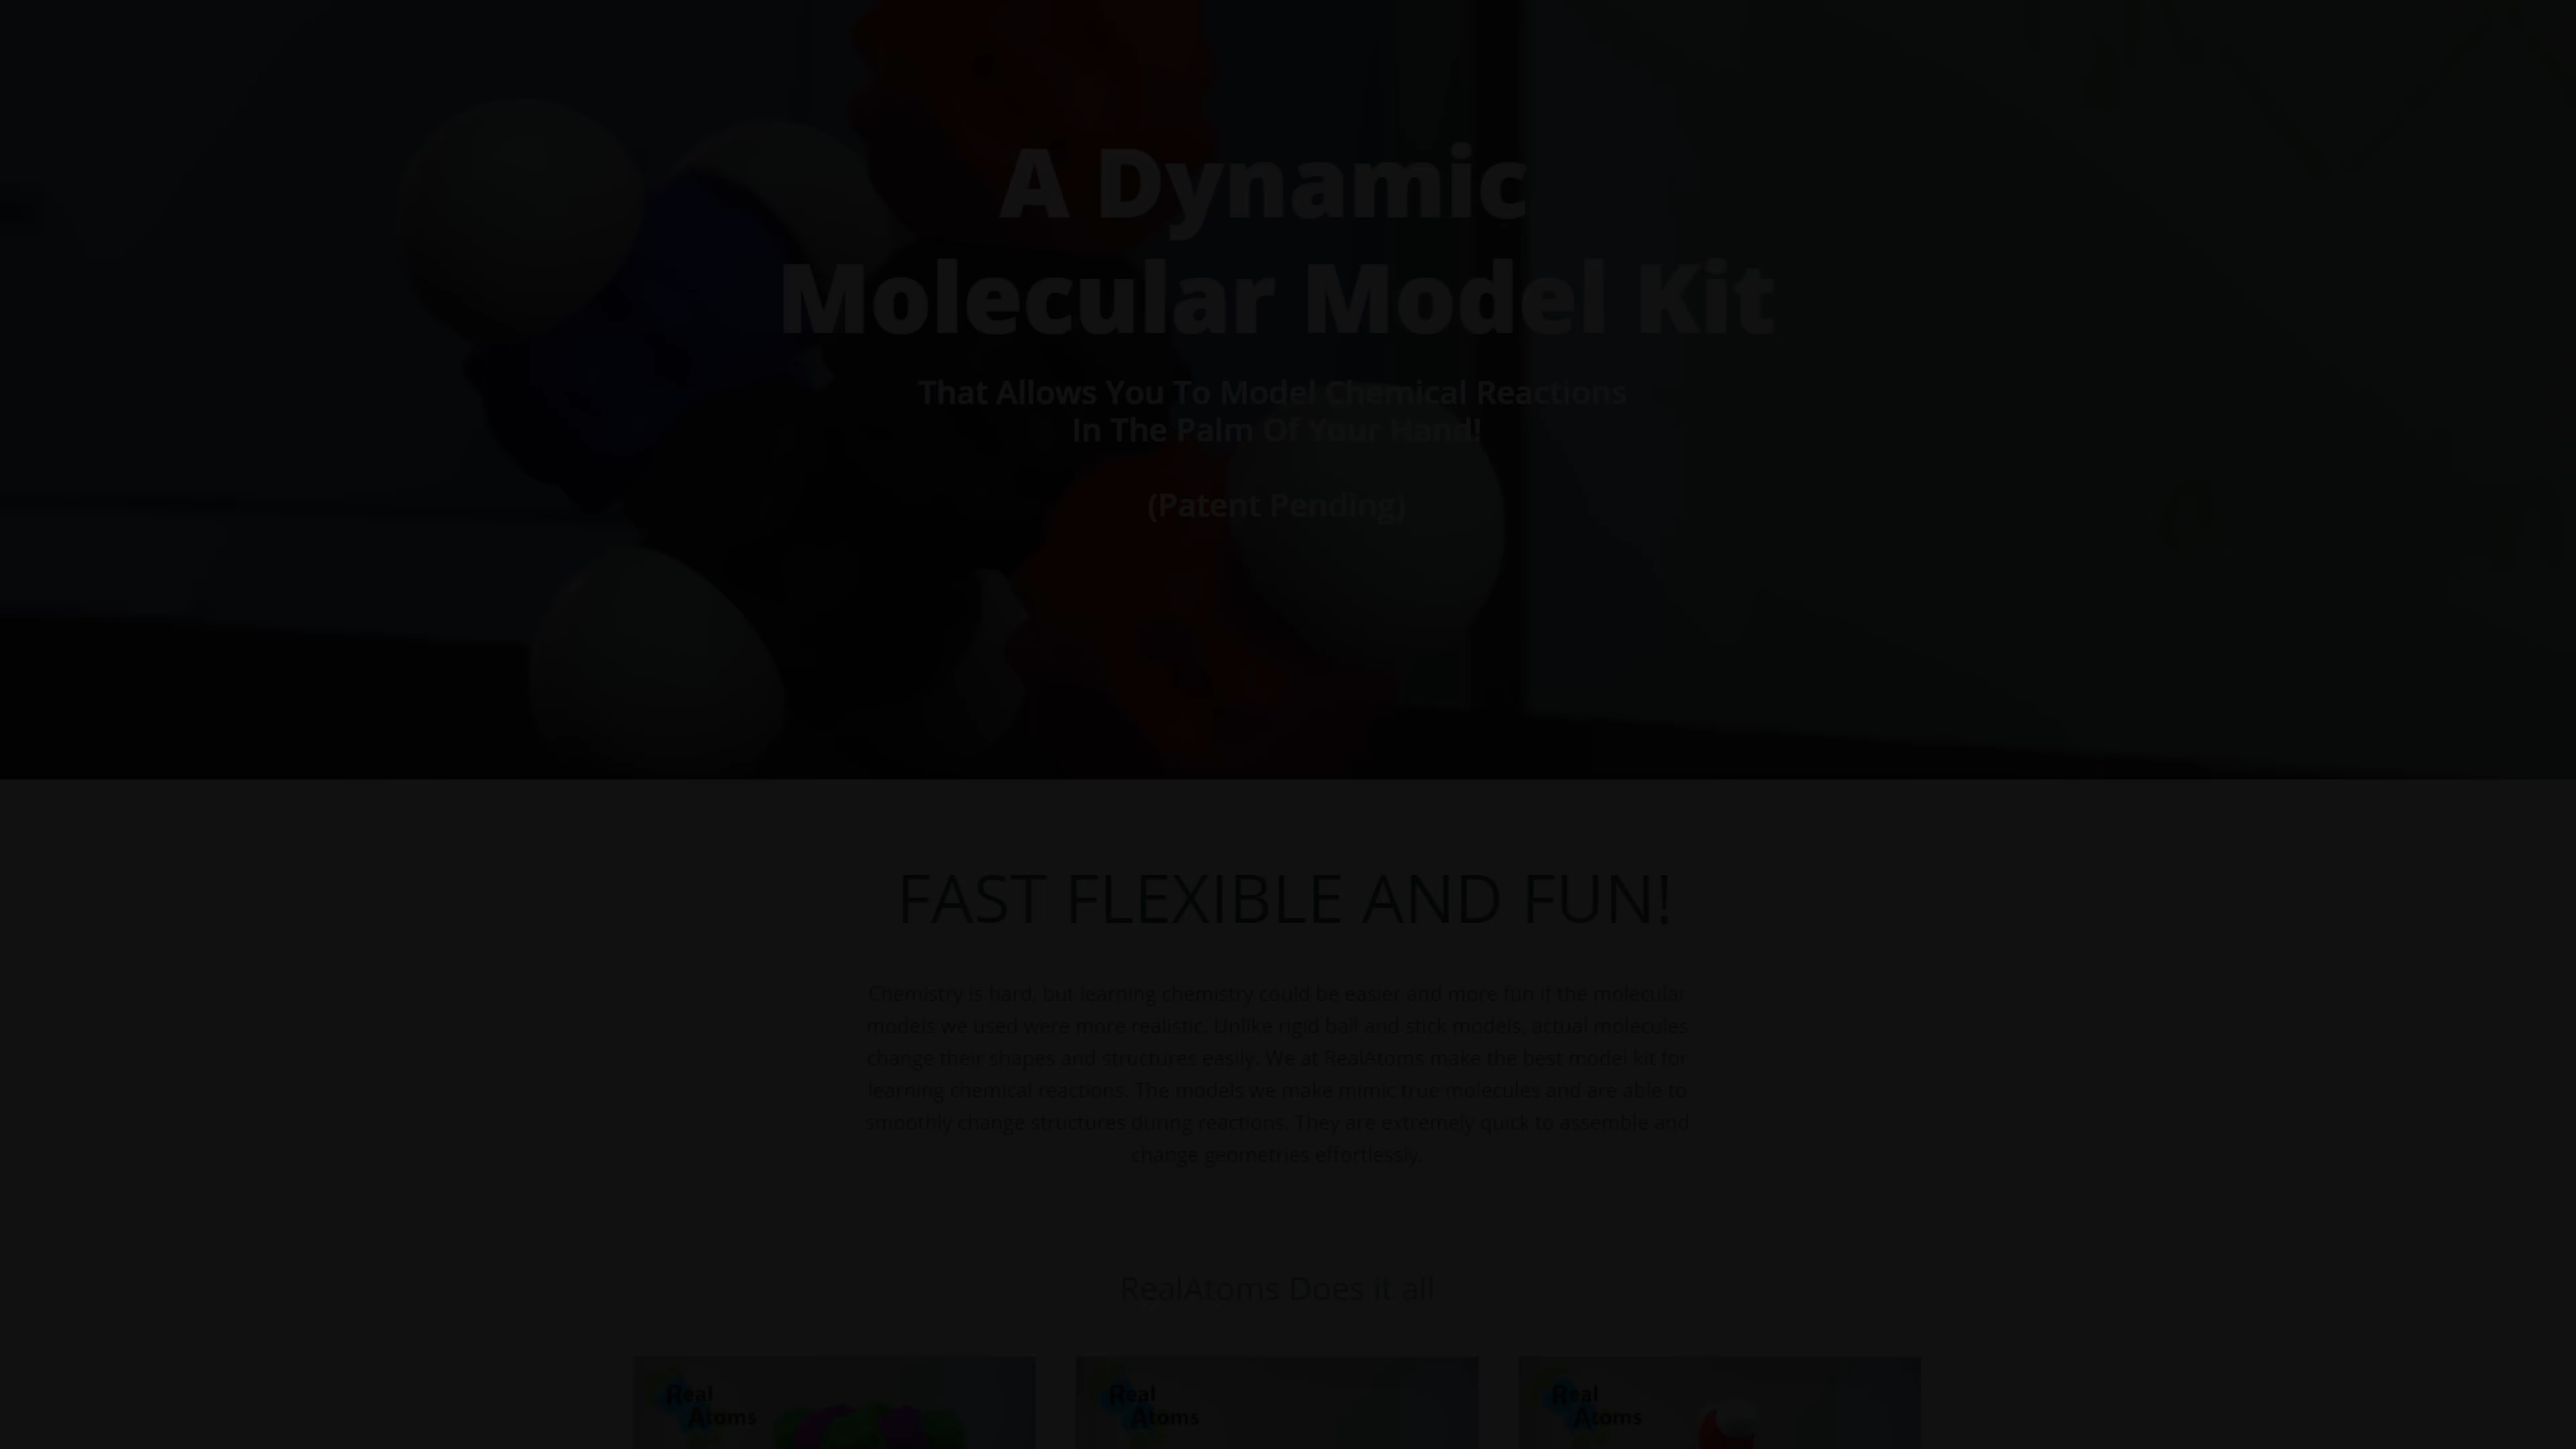 A Dynamic
Molecular Model Kit
That Allows You To Model Chemical Reactions
In The Palm Of Your Hand!
(Patent Pending)
FAST FLEXIBLE AND FUN!
Chemistry is hard, but learning chemistry could be easier and more fun if the molecular
models we used were more realistic. Unlike rigid ball and stick models, actual molecules
change their shapes and structures easily. We at RealAtoms make the best model kit for
learning chemical reactions. The models we make mimic true molecules and are able to
smoothly change structures during reactions. They are extremely quick to assemble and
change geometries effortlessly.
RealAtoms Does it all
Real
Atoms
Real
Atoms
Real
Atoms